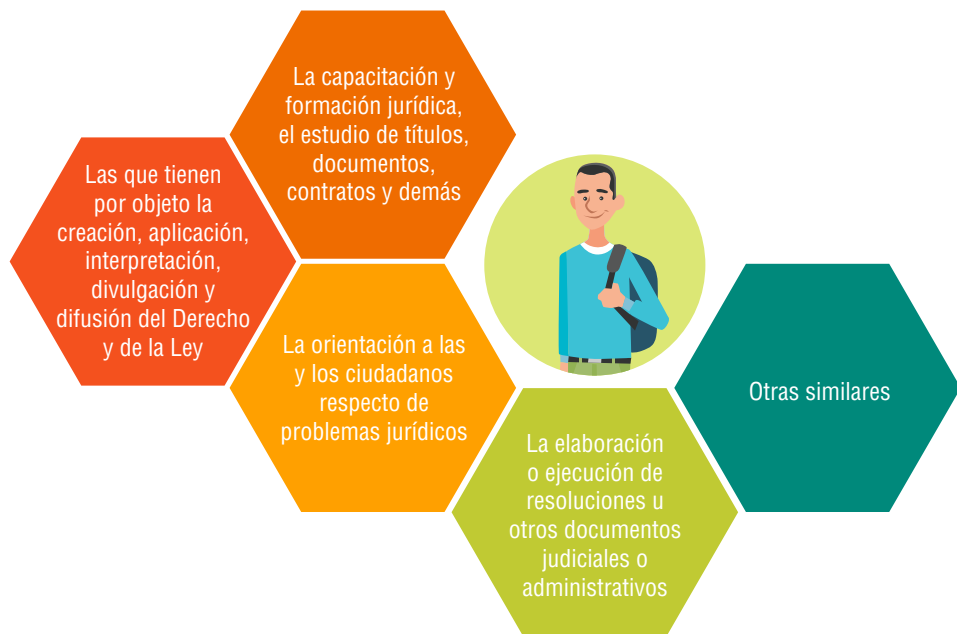 Las que tienen
por objeto la
creación, aplicación,
interpretación,
divulgación y
difusión del Derecho
y de la Ley
La capacitación y
formación jurídica,
el estudio de títulos,
documentos,
contratos y demás
La orientación a las
y los ciudadanos
respecto de
problemas jurídicos
La elaboración
o ejecución de
resoluciones u
otros documentos
judiciales o
administrativos
Otras similares